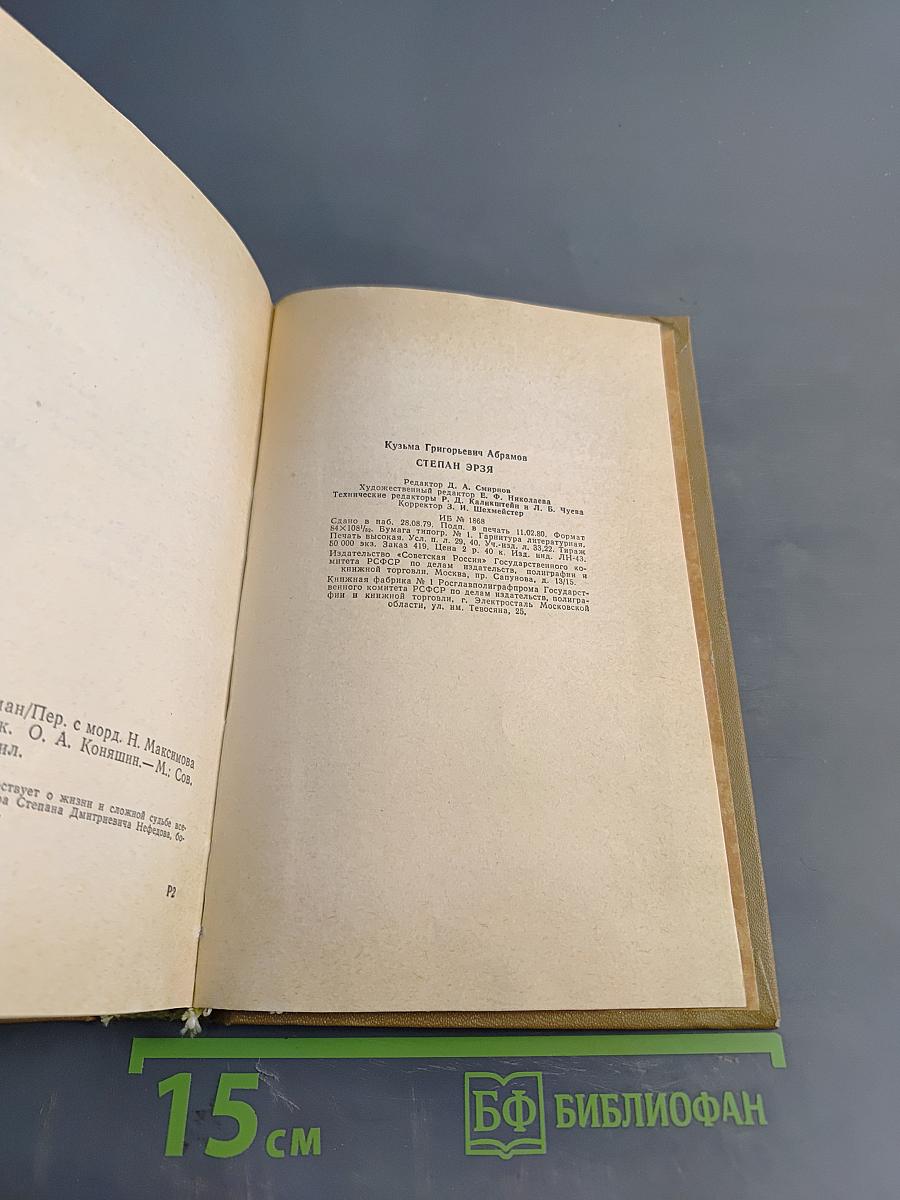 ман/Пер. с морд. Н. Максимова
к. О. А. Коняшин.— М.: Сов.
ил.
ствует о жизни и сложной судьбе все-
ра Степана Дмитриевича Нефедова, бо-
Р2
Кузьма Григорьевич Абрамов
СТЕПАН ЭРЗЯ
Редактор Д. А. Смирнов
Художественный редактор Е. Ф. Николаева
Технические редакторы Р. Д. Каликштейн и Л. Б. Чуева
Корректор З. И. Шехмейстер
ИБ № 1868
Сдано в наб. 28.08.79. Подп. в печать 11.02.80. Формат
84×108¹/₃₂. Бумага типогр. № 1. Гарнитура литературная.
Печать высокая. Усл. п. л. 29, 40. Уч.-изд. л. 33,22. Тираж
50 000 экз. Заказ 419. Цена 2 р. 40 к. Изд. инд. ЛН-43.
Издательство «Советская Россия» Государственного ко-
митета РСФСР по делам издательств, полиграфии и
книжной торговли. Москва, пр. Сапунова, д. 13/15.
Книжная фабрика № 1 Росглавполиграфпрома Государст-
венного комитета РСФСР по делам издательств, полигра-
фии и книжной торговли, г. Электросталь Московской
области, ул. им. Тевосяна, 25.
15 см
БФ БИБЛИОФАН